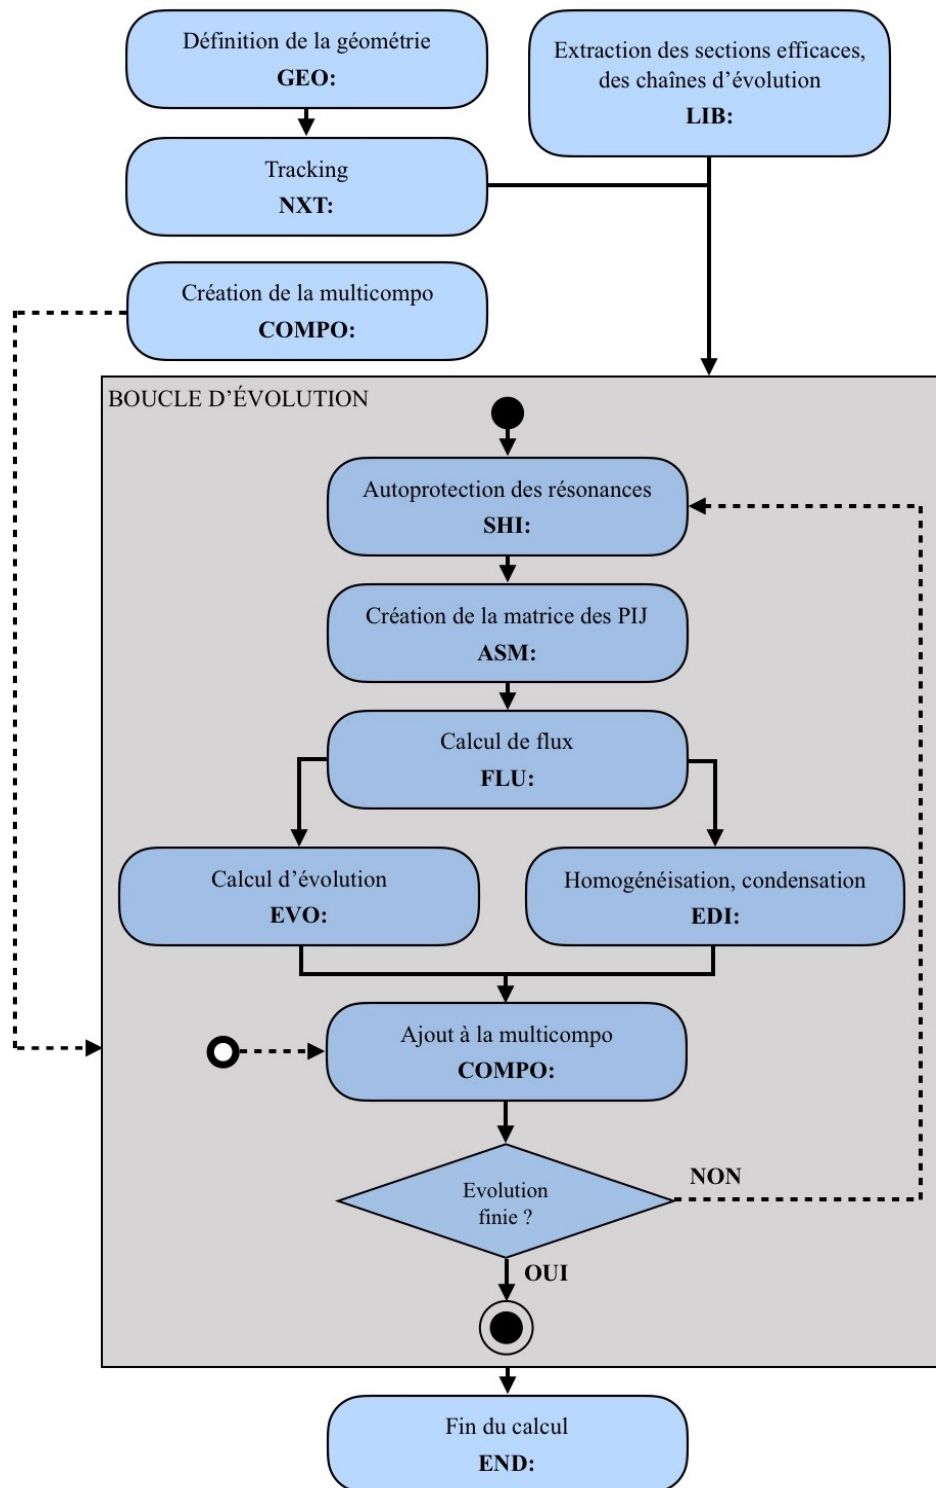 Définition de la géométrie
GEO:
Extraction des sections efficaces,
des chaînes d’évolution
LIB:
Tracking
NXT:
Création de la multicompo
COMPO:
BOUCLE D’ÉVOLUTION
Autoprotection des résonances
SHI:
Création de la matrice des PIJ
ASM:
Calcul de flux
FLU:
Calcul d’évolution
EVO:
Homogénéisation, condensation
EDI:
Ajout à la multicompo
COMPO:
Evolution
finie ?
NON
OUI
Fin du calcul
END: